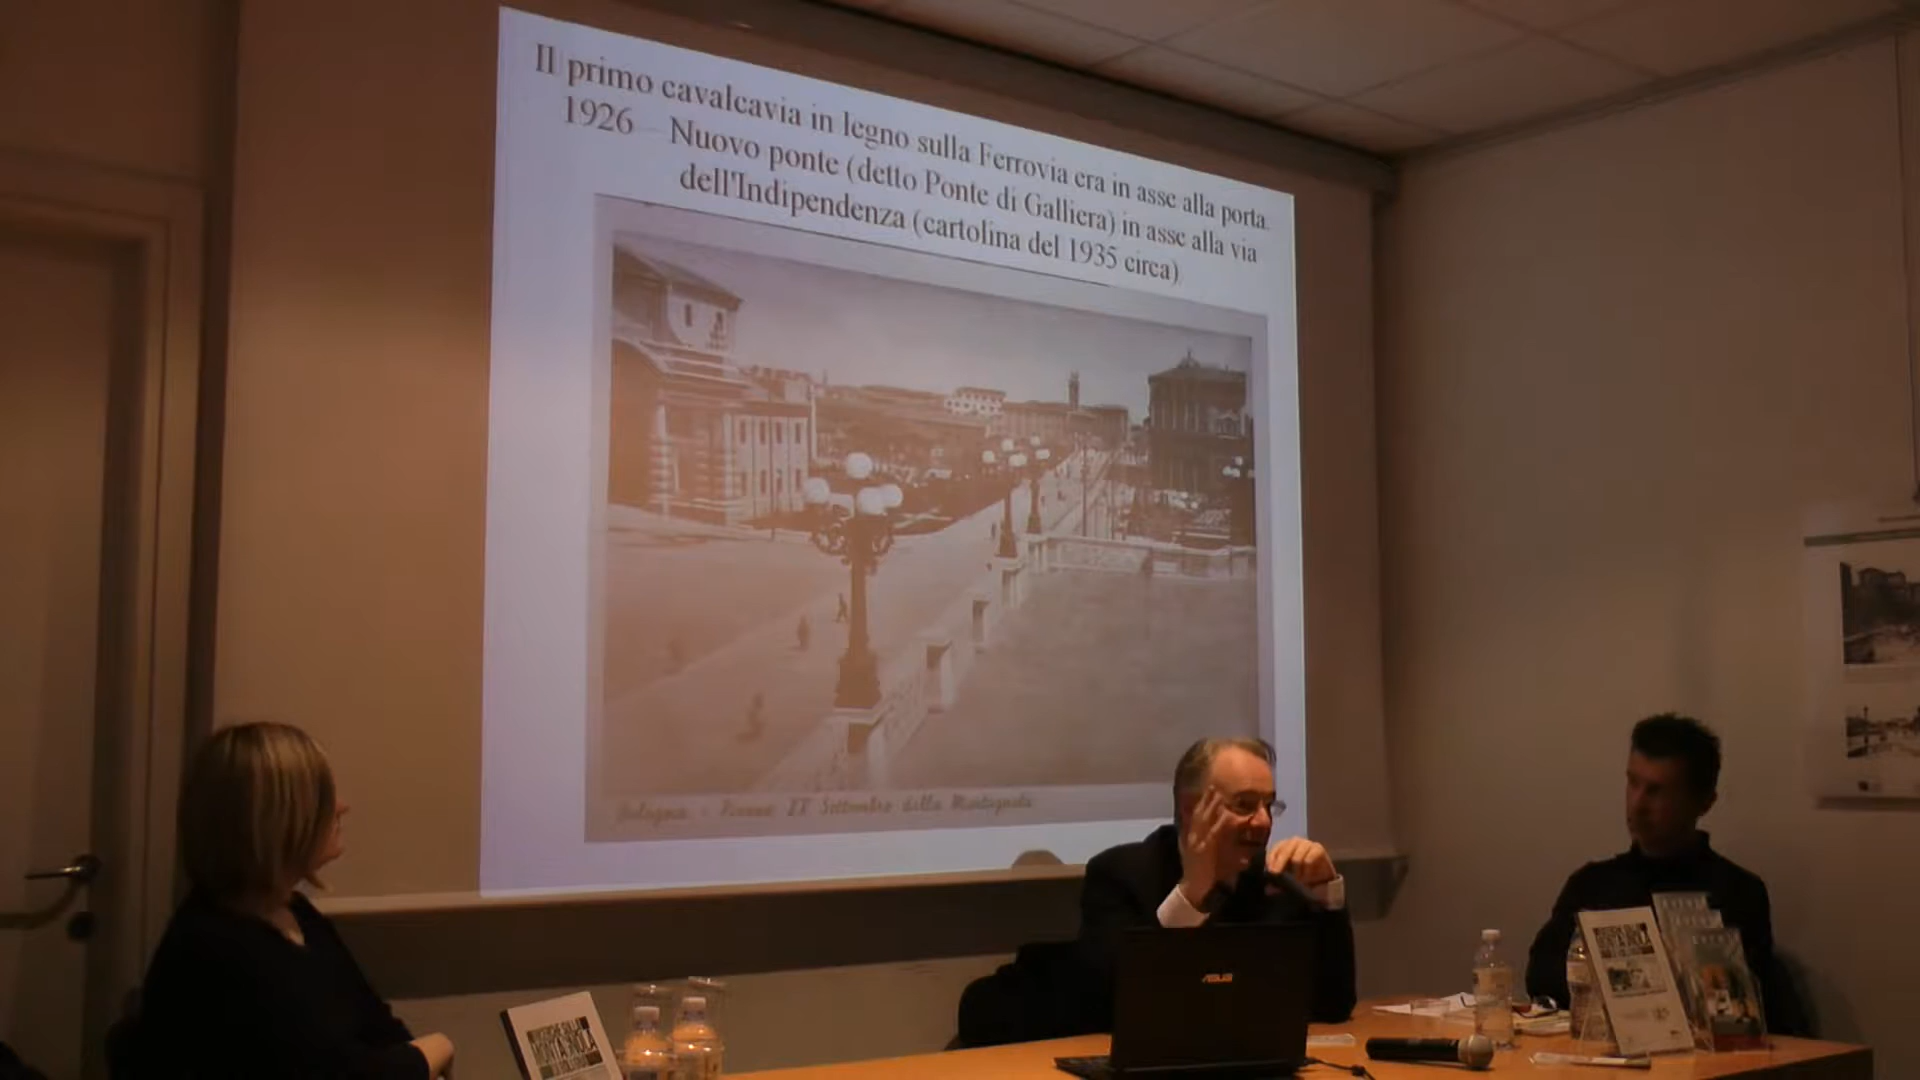 Il primo cavalcavia in legno sulla Ferrovia era in asse alla porta.
1926 – Nuovo ponte (detto Ponte di Galliera) in asse alla via
dell'Indipendenza (cartolina del 1935 circa)
Bologna - Piazza XX Settembre dalla Montagnola
ASUS